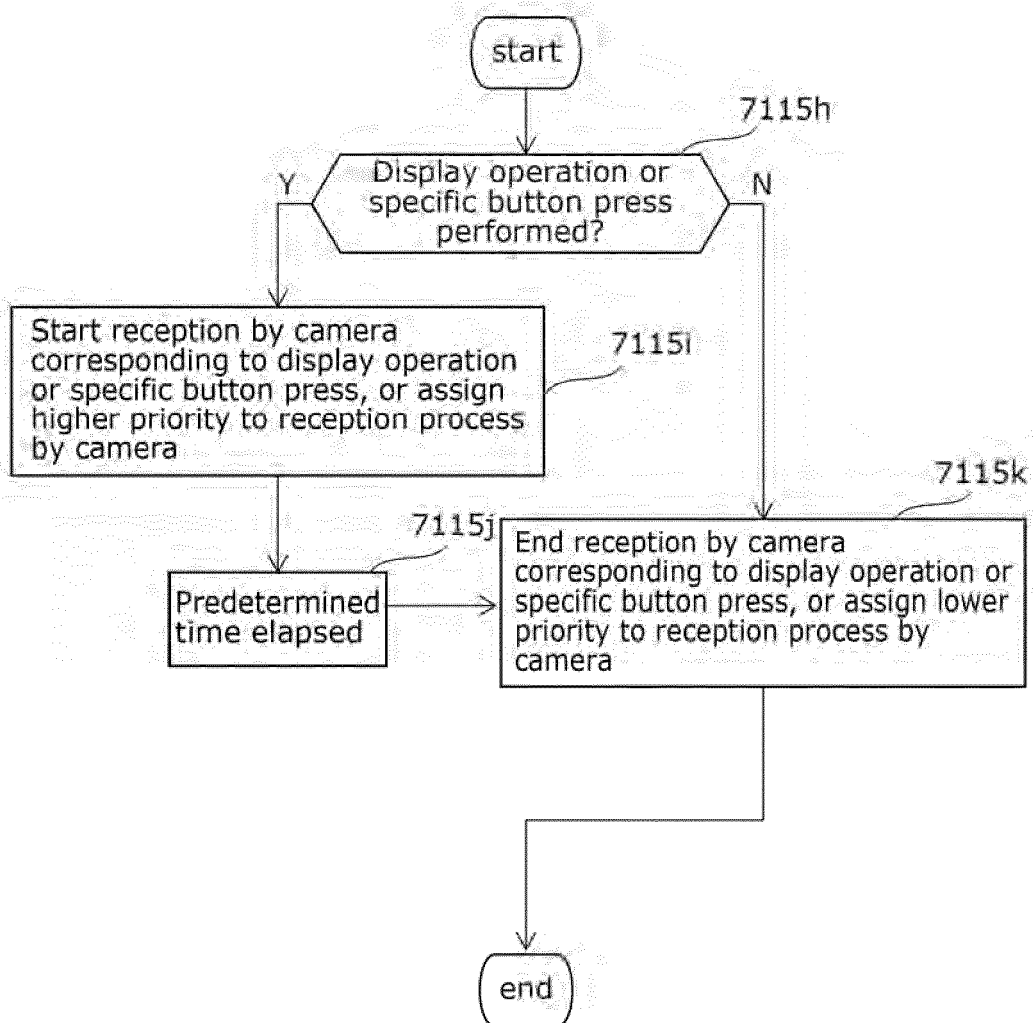 start
7115h
Display operation or
specific button press
performed?
Y
N
Start reception by camera
corresponding to display operation
or specific button press, or assign
higher priority to reception process
by camera
7115i
7115k
7115j
End reception by camera
corresponding to display operation or
specific button press, or assign lower
priority to reception process by
camera
Predetermined
time elapsed
end